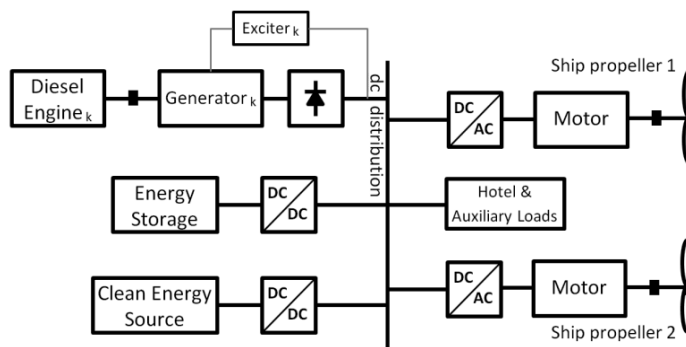 Exciter k
Ship propeller 1
Diesel
Engine k
Generator k
dc distribution
DC
AC
Motor
Energy
Storage
DC
DC
Hotel &
Auxiliary Loads
Clean Energy
Source
DC
DC
DC
AC
Motor
Ship propeller 2